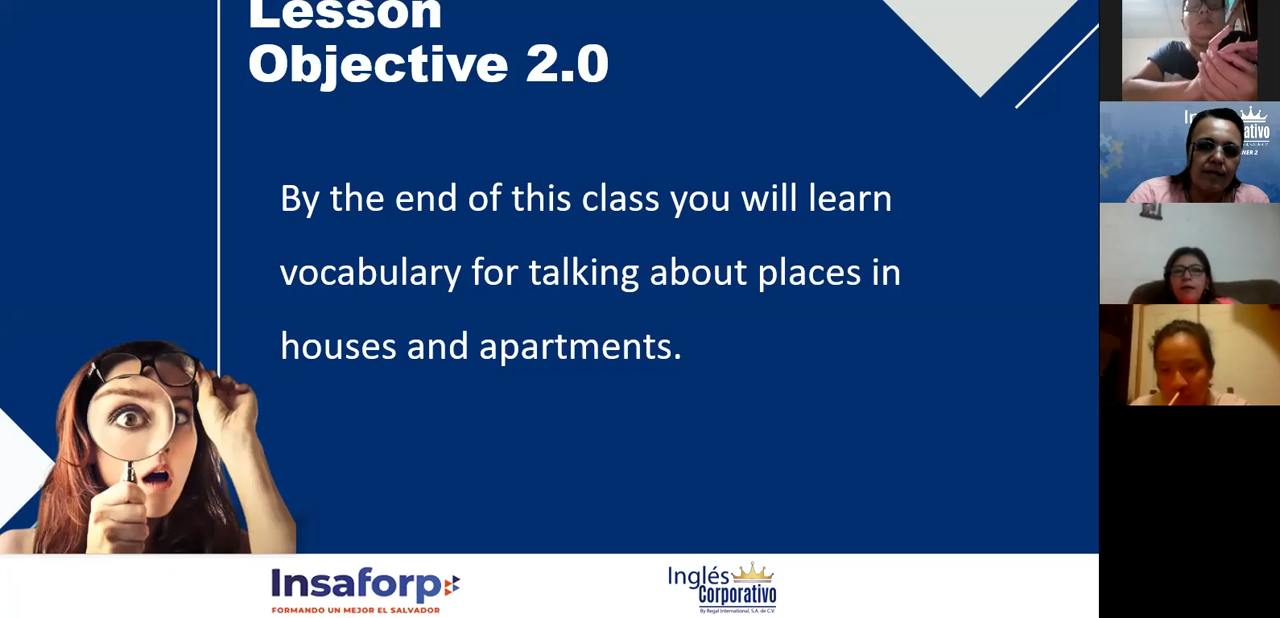 Lesson
Objective 2.0
By the end of this class you will learn
vocabulary for talking about places in
houses and apartments.
Insaforp
FORMANDO UN MEJOR EL SALVADOR
Inglés
Corporativo
By Regal International, S.A. de C.V.